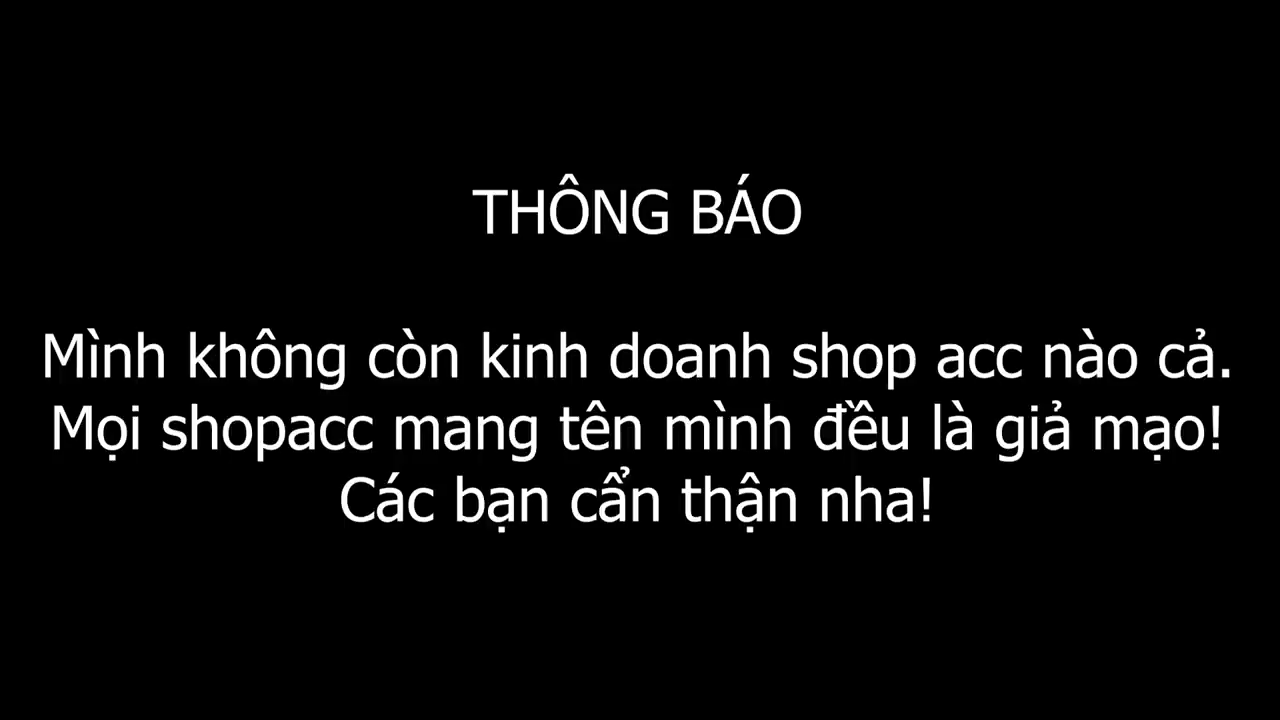 THÔNG BÁO
Mình không còn kinh doanh shop acc nào cả.
Mọi shopacc mang tên mình đều là giả mạo!
Các bạn cẩn thận nha!